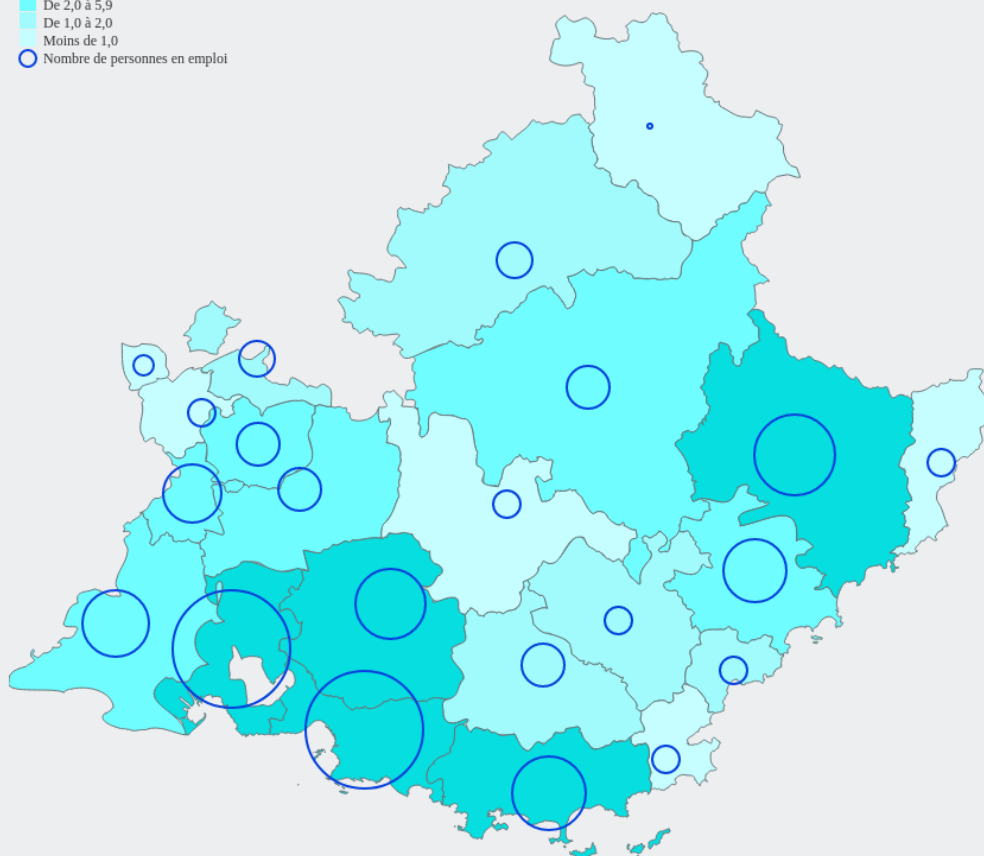 De 2,0 à 5,9
De 1,0 à 2,0
Moins de 1,0
Nombre de personnes en emploi